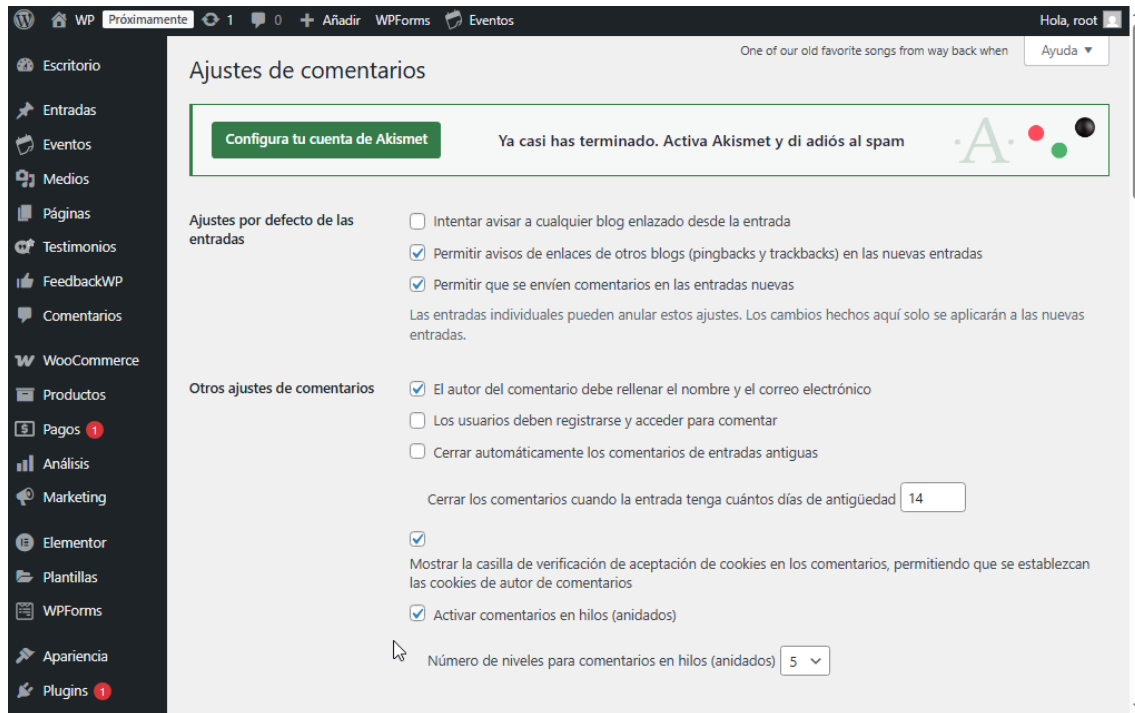 WP Próximamente 1 0 Añadir WPForms Eventos Hola, root
Escritorio
Entradas
Eventos
Medios
Páginas
Testimonios
FeedbackWP
Comentarios
WooCommerce
Productos
Pagos 1
Análisis
Marketing
Elementor
Plantillas
WPForms
Apariencia
Plugins 1
One of our old favorite songs from way back when
Ayuda
Ajustes de comentarios
Configura tu cuenta de Akismet
Ya casi has terminado. Activa Akismet y di adiós al spam
·A·
Ajustes por defecto de las
entradas
Intentar avisar a cualquier blog enlazado desde la entrada
Permitir avisos de enlaces de otros blogs (pingbacks y trackbacks) en las nuevas entradas
Permitir que se envíen comentarios en las entradas nuevas
Las entradas individuales pueden anular estos ajustes. Los cambios hechos aquí solo se aplicarán a las nuevas
entradas.
Otros ajustes de comentarios
El autor del comentario debe rellenar el nombre y el correo electrónico
Los usuarios deben registrarse y acceder para comentar
Cerrar automáticamente los comentarios de entradas antiguas
Cerrar los comentarios cuando la entrada tenga cuántos días de antigüedad 14
Mostrar la casilla de verificación de aceptación de cookies en los comentarios, permitiendo que se establezcan
las cookies de autor de comentarios
Activar comentarios en hilos (anidados)
Número de niveles para comentarios en hilos (anidados) 5